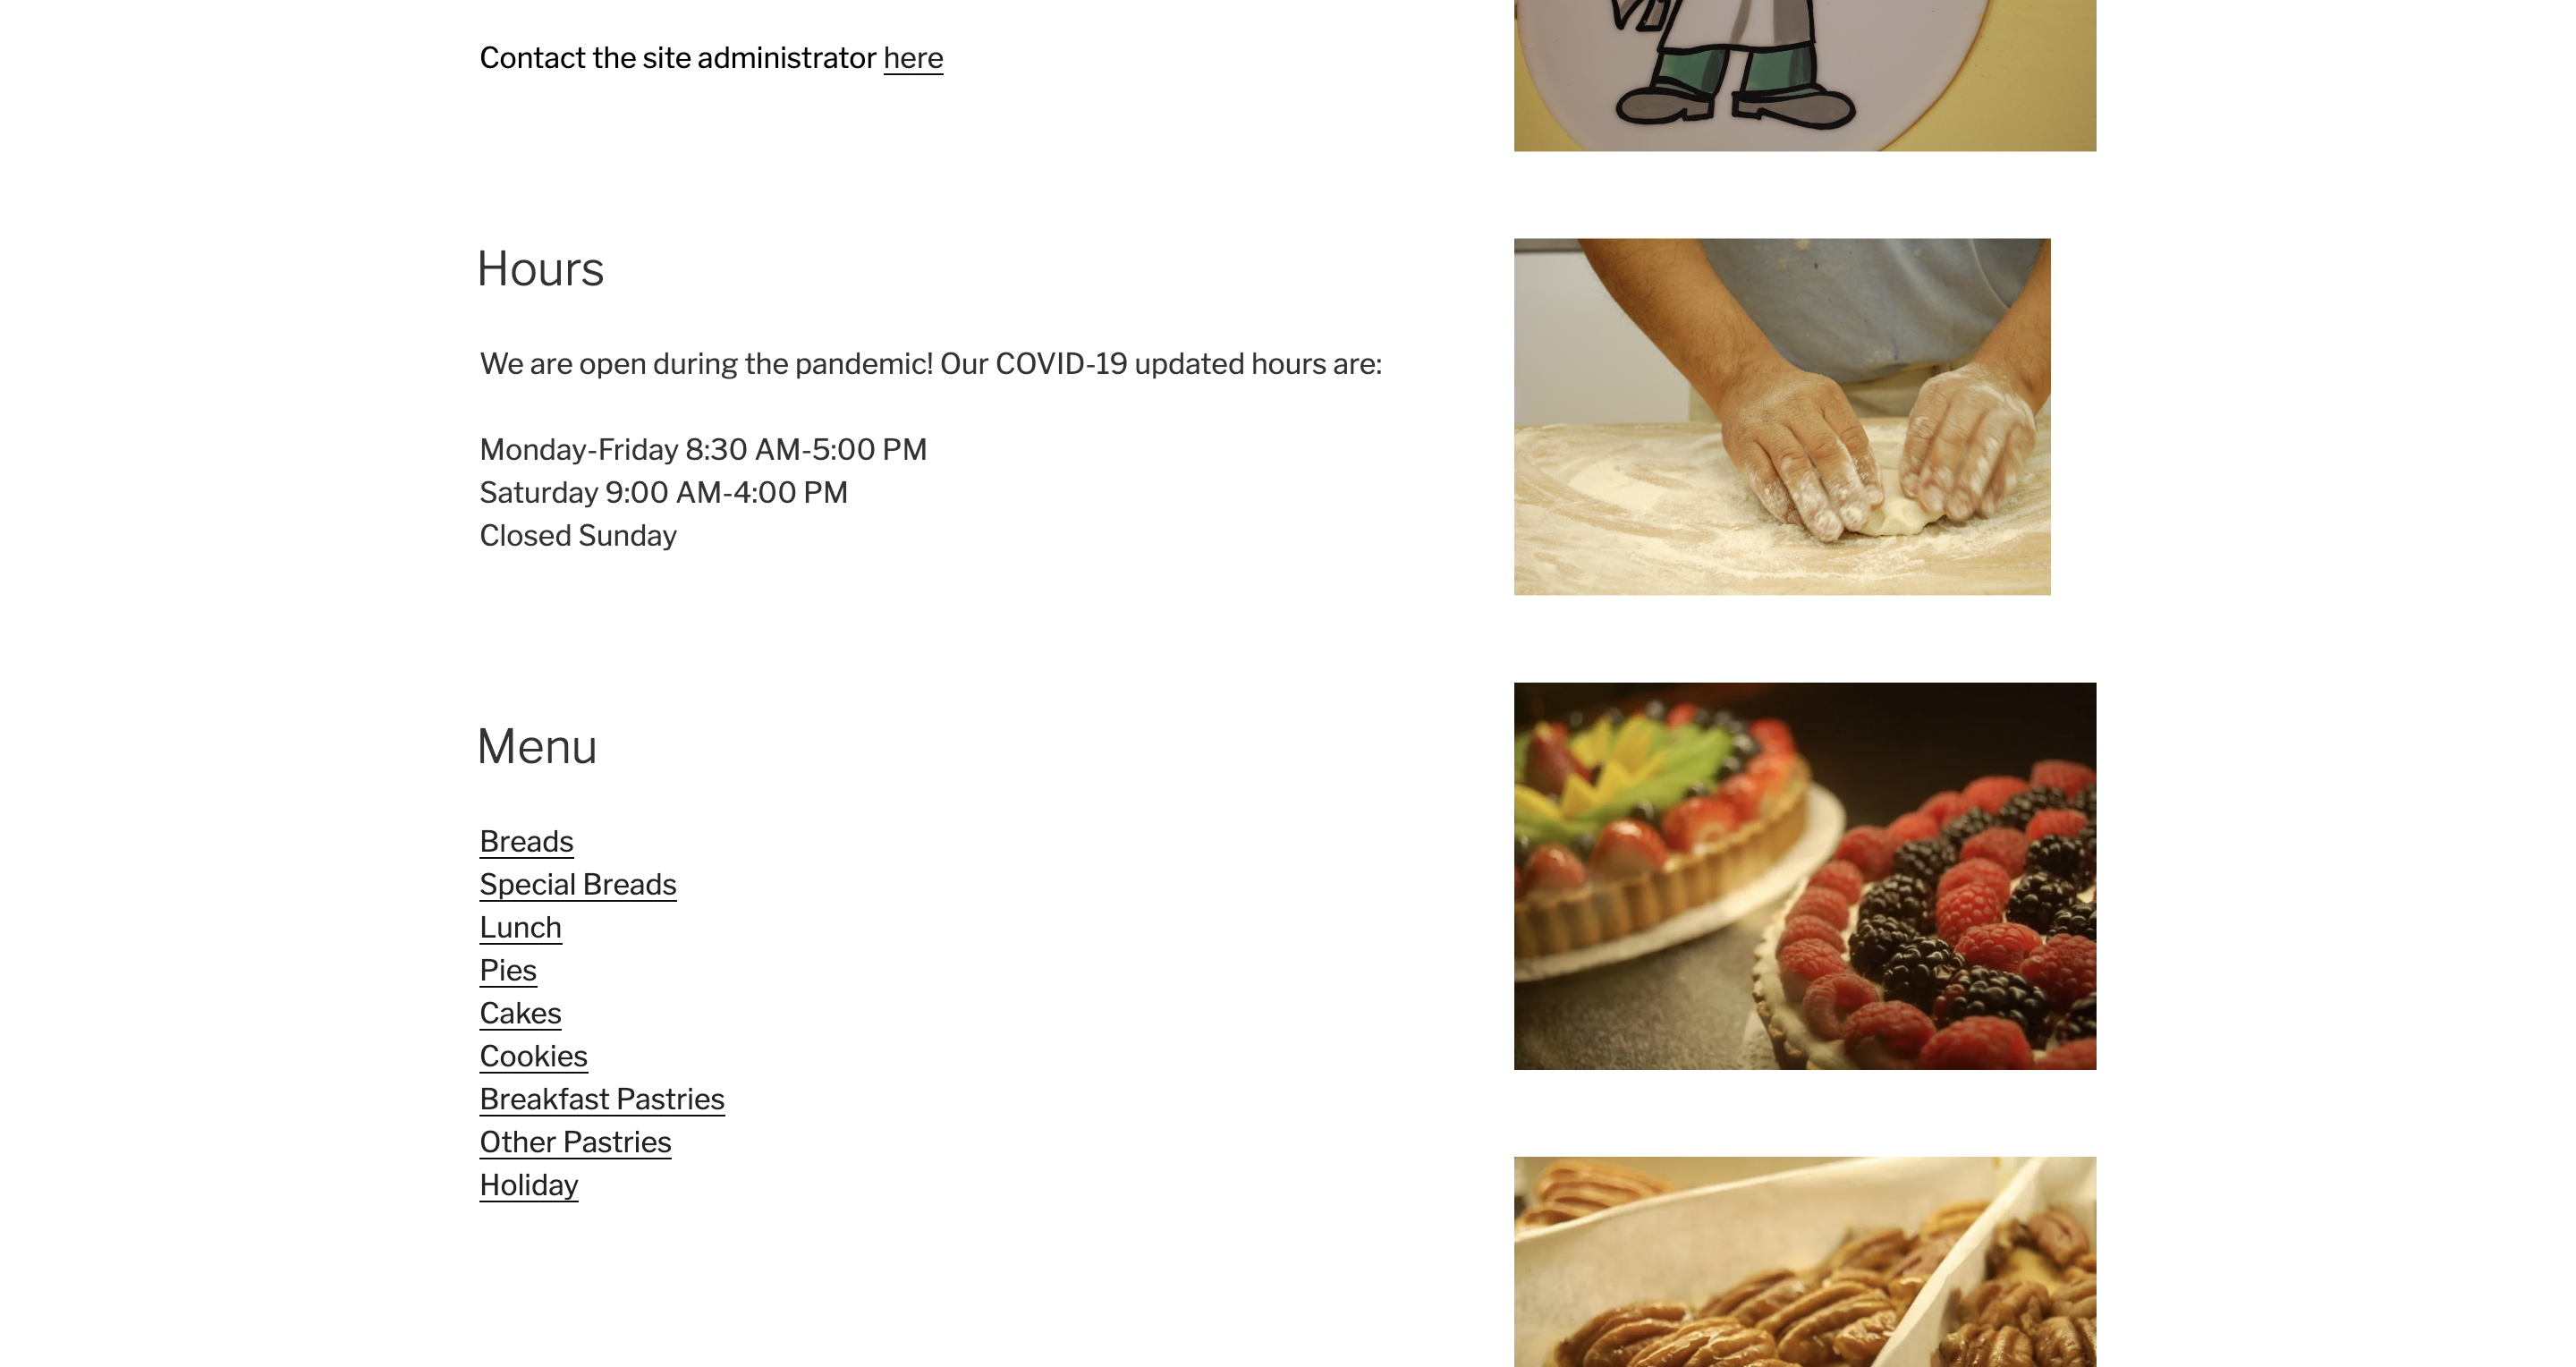 Contact the site administrator here
Hours
We are open during the pandemic! Our COVID-19 updated hours are:
Monday-Friday 8:30 AM-5:00 PM
Saturday 9:00 AM-4:00 PM
Closed Sunday
Menu
Breads
Special Breads
Lunch
Pies
Cakes
Cookies
Breakfast Pastries
Other Pastries
Holiday